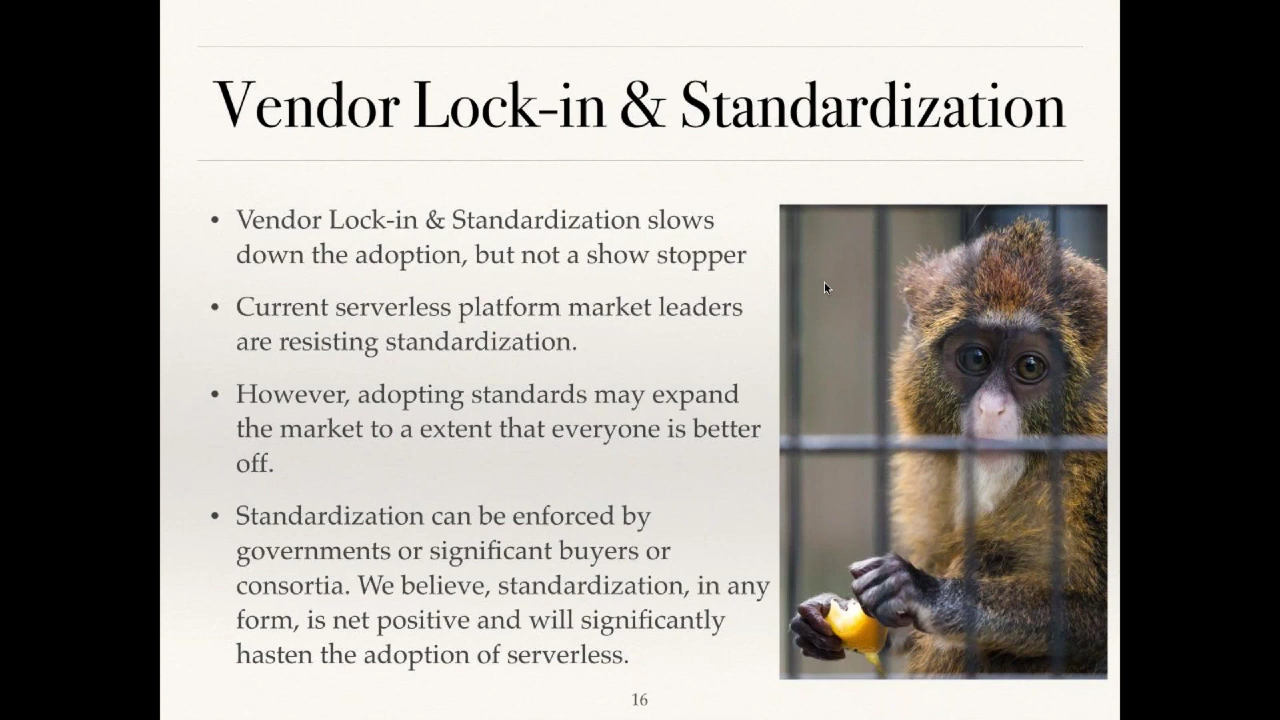 Vendor Lock-in & Standardization
• Vendor Lock-in & Standardization slows
down the adoption, but not a show stopper
• Current serverless platform market leaders
are resisting standardization.
• However, adopting standards may expand
the market to a extent that everyone is better
off.
• Standardization can be enforced by
governments or significant buyers or
consortia. We believe, standardization, in any
form, is net positive and will significantly
hasten the adoption of serverless.
16